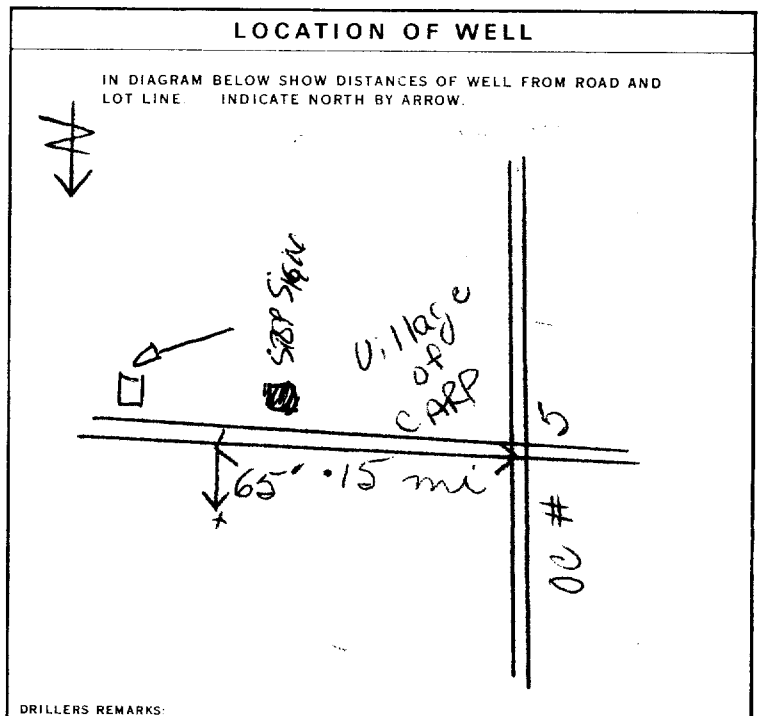 LOCATION OF WELL
IN DIAGRAM BELOW SHOW DISTANCES OF WELL FROM ROAD AND
LOT LINE. INDICATE NORTH BY ARROW.
N
Sign
Village
of
CARP
65' .15 mi
OC # 5
DRILLERS REMARKS: